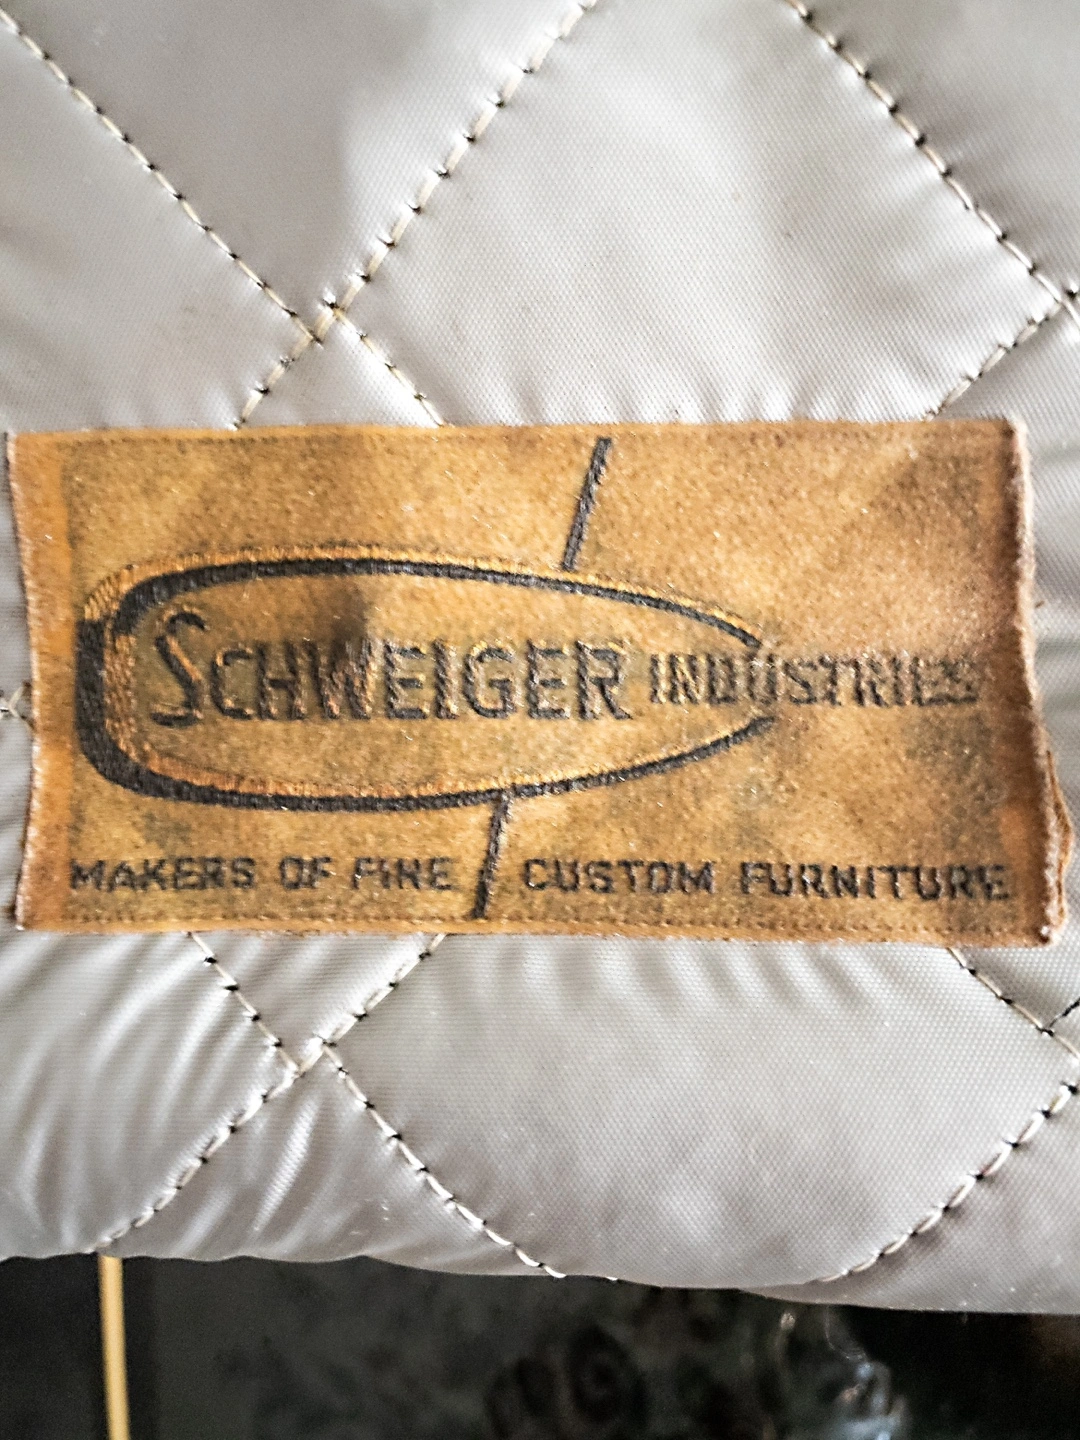 SCHWEIGER INDUSTRIES
MAKERS OF FINE CUSTOM FURNITURE